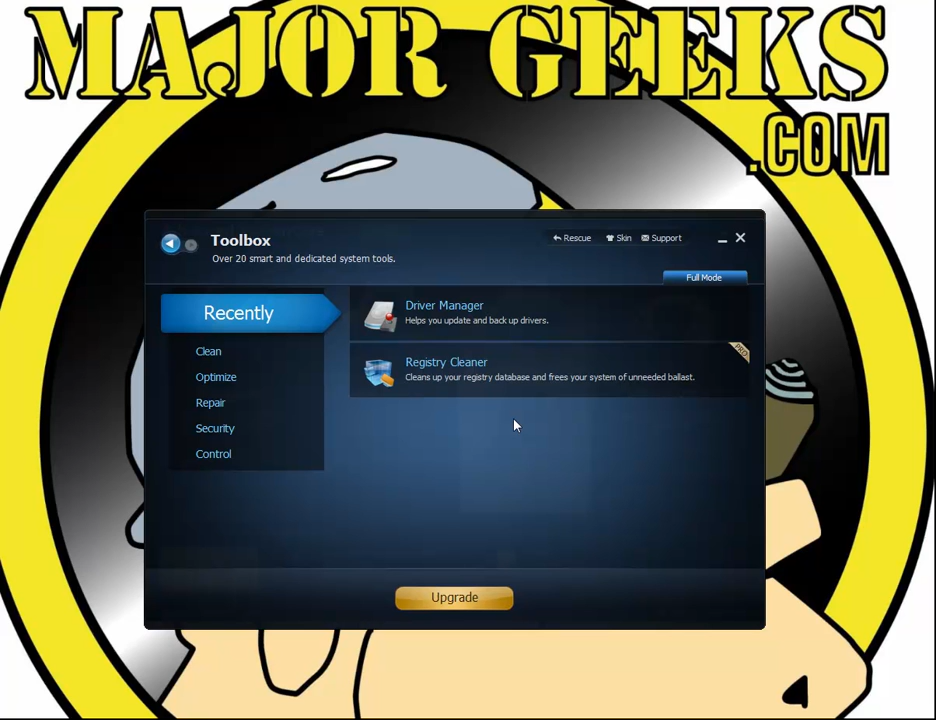 MAJOR GEEKS
.COM
Toolbox
Over 20 smart and dedicated system tools.
Rescue
Skin
Support
Full Mode
Recently
Clean
Optimize
Repair
Security
Control
Driver Manager
Helps you update and back up drivers.
Registry Cleaner
Cleans up your registry database and frees your system of unneeded ballast.
PRO
Upgrade